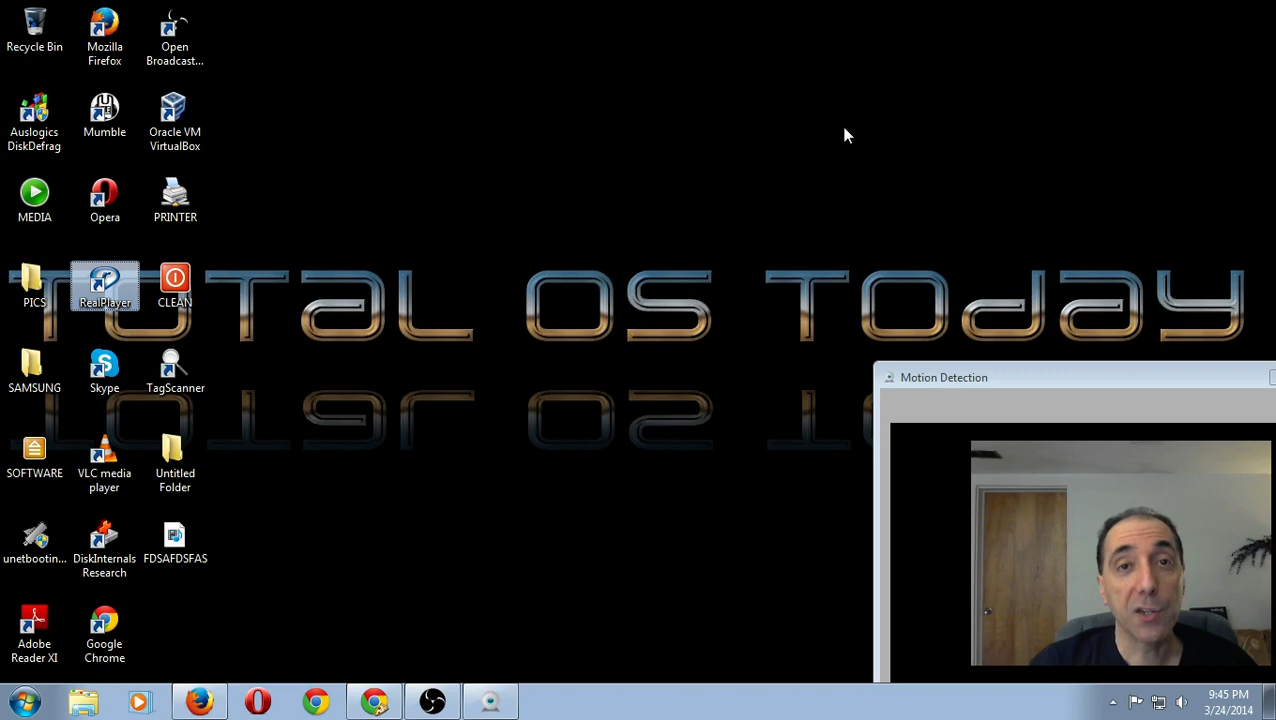 Recycle Bin
Mozilla
Firefox
Open
Broadcast...
Auslogics
DiskDefrag
Mumble
Oracle VM
VirtualBox
MEDIA
Opera
PRINTER
PICS
RealPlayer
CLEAN
TOTAL OS TODAY
SAMSUNG
Skype
TagScanner
Motion Detection
SOFTWARE
VLC media
player
Untitled
Folder
unetbootin...
DiskInternals
Research
FDSAFDSFAS
Adobe
Reader XI
Google
Chrome
9:45 PM
3/24/2014